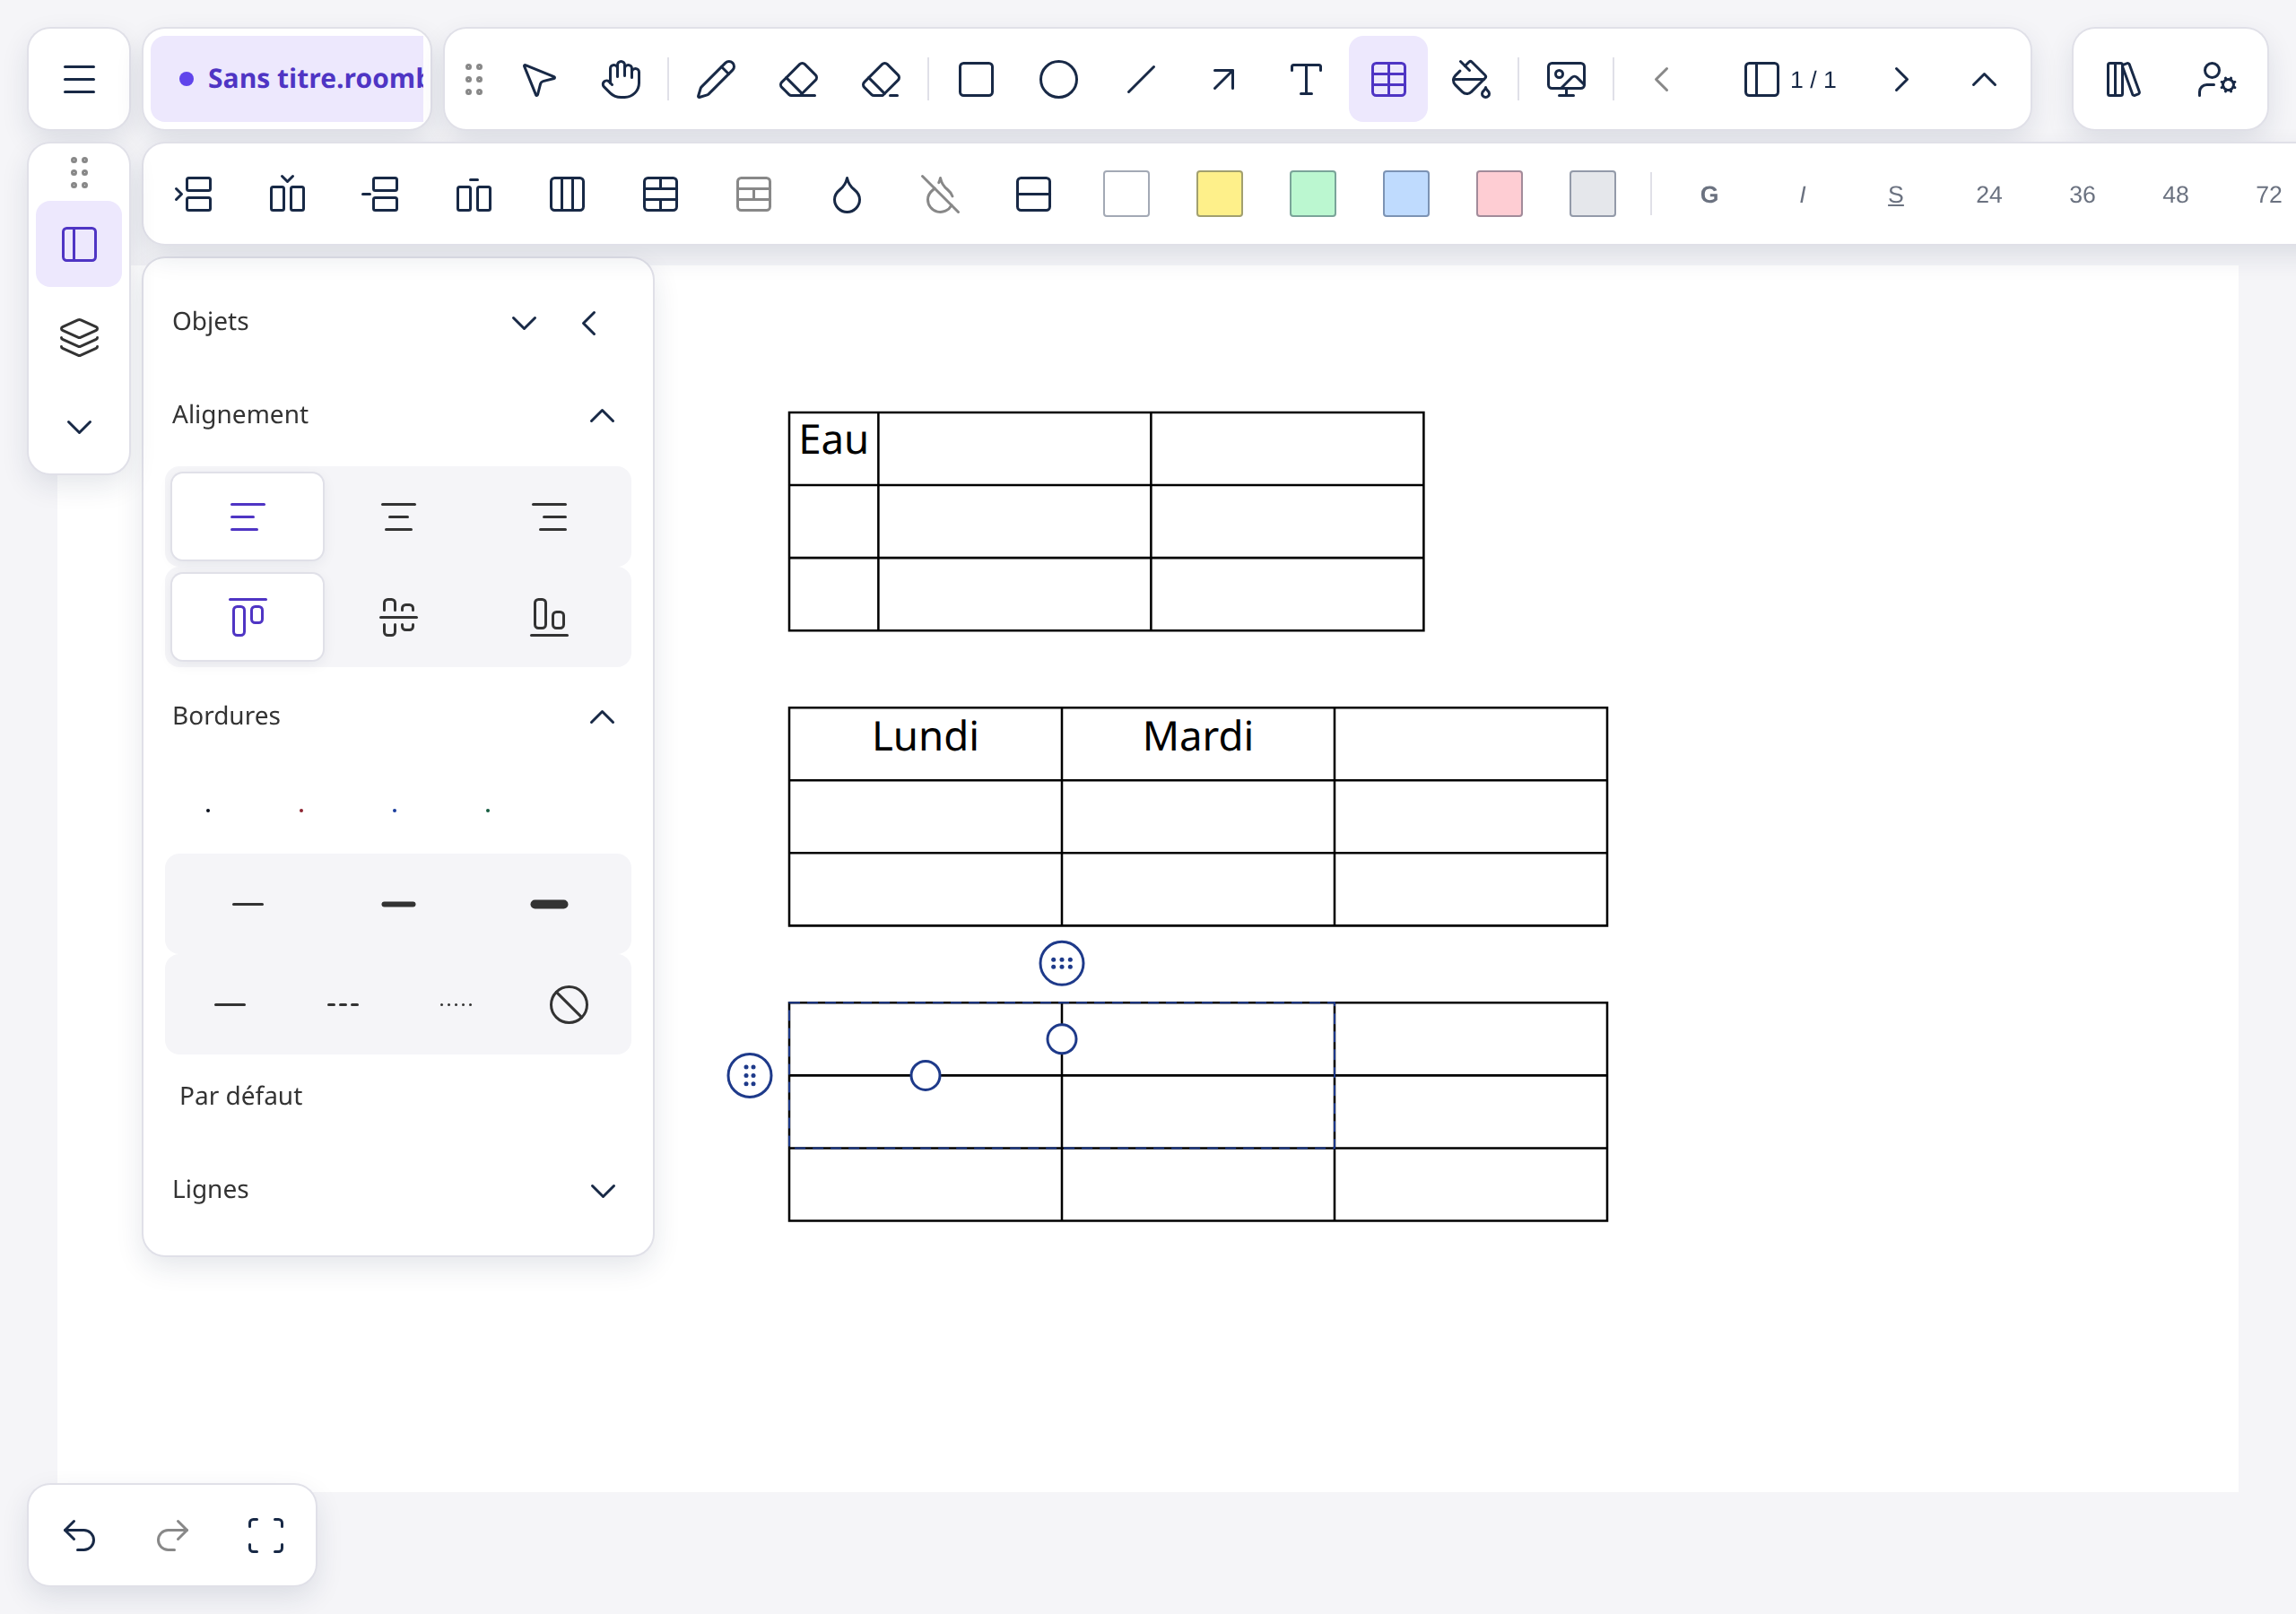 Sans titre.roomb
1 / 1
G I S 24 36 48 72
Objets
Alignement
Bordures
Par défaut
Lignes
Eau
Lundi Mardi